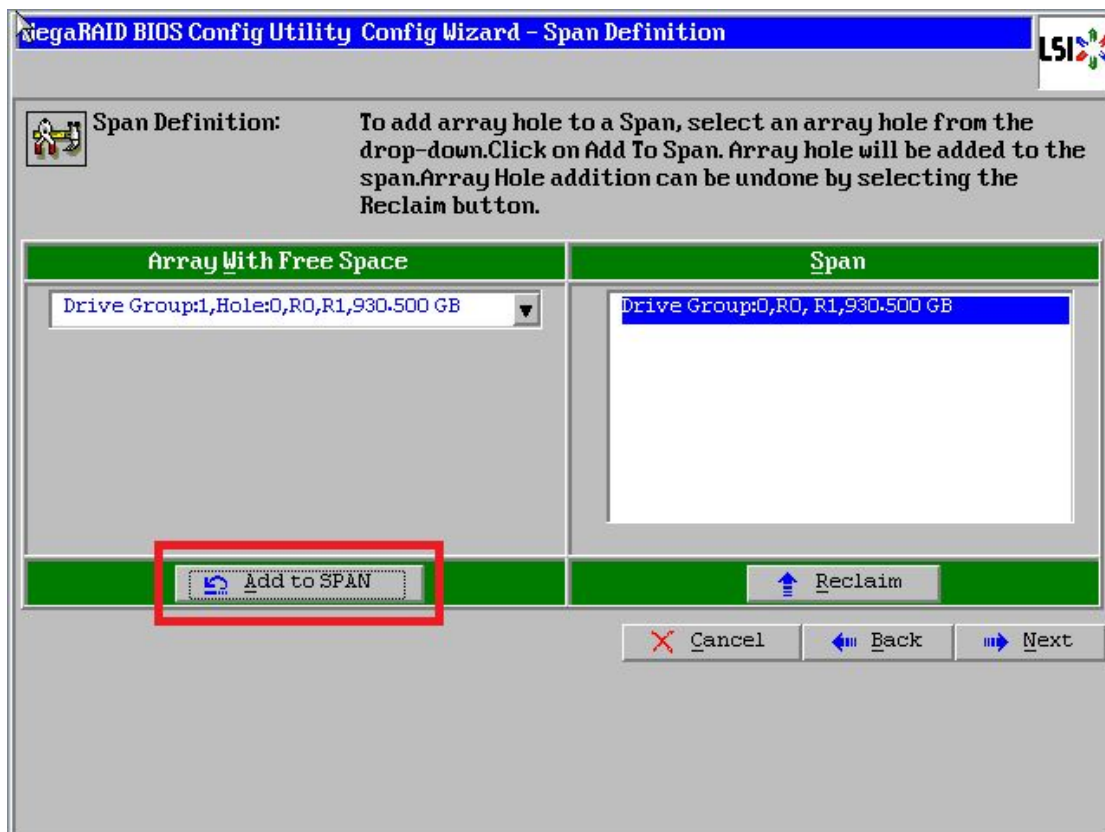 MegaRAID BIOS Config Utility Config Wizard - Span Definition
LSI
Span Definition:
To add array hole to a Span, select an array hole from the
drop-down.Click on Add To Span. Array hole will be added to the
span.Array Hole addition can be undone by selecting the
Reclaim button.
Array With Free Space
Span
Drive Group:1,Hole:0,R0,R1,930.500 GB
Drive Group:0,R0, R1,930.500 GB
Add to SPAN
Reclaim
Cancel
Back
Next